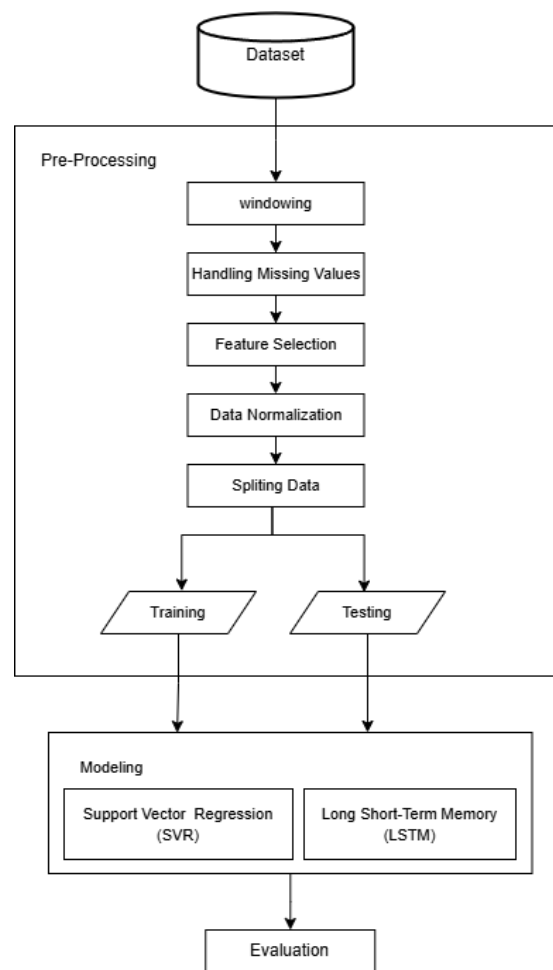 Dataset
Pre-Processing
windowing
Handling Missing Values
Feature Selection
Data Normalization
Spliting Data
Training
Testing
Modeling
Support Vector Regression
(SVR)
Long Short-Term Memory
(LSTM)
Evaluation